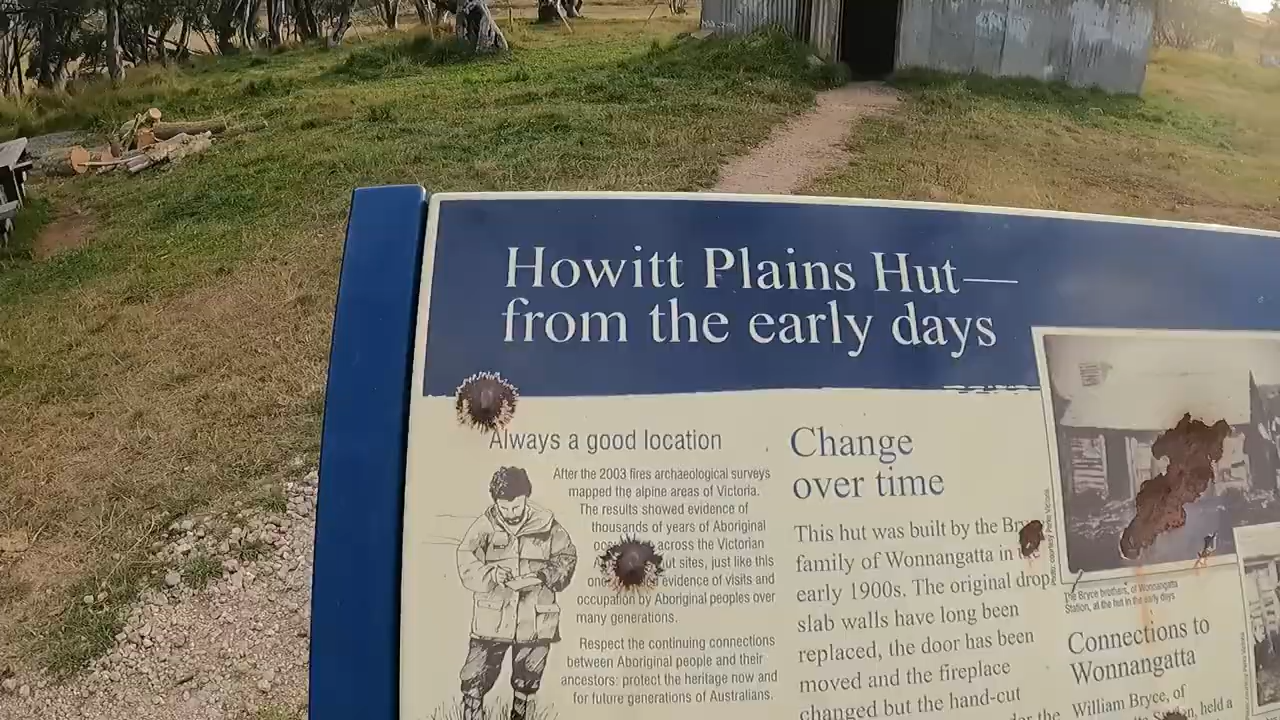 Howitt Plains Hut—
from the early days
Always a good location
After the 2003 fires archaeological surveys
mapped the alpine areas of Victoria.
The results showed evidence of
thousands of years of Aboriginal
across the Victorian
sites, just like this
evidence of visits and
occupation by Aboriginal peoples over
many generations.
Respect the continuing connections
between Aboriginal people and their
ancestors: protect the heritage now and
for future generations of Australians.
Change
over time
This hut was built by the
family of Wonnangatta in the
early 1900s. The original drop
slab walls have long been
replaced, the door has been
moved and the fireplace
changed but the hand-cut
The Bryce brothers, of Wonnangatta
Station, at the hut in the early days.
Connections to
Wonnangatta
William Bryce, of
held a